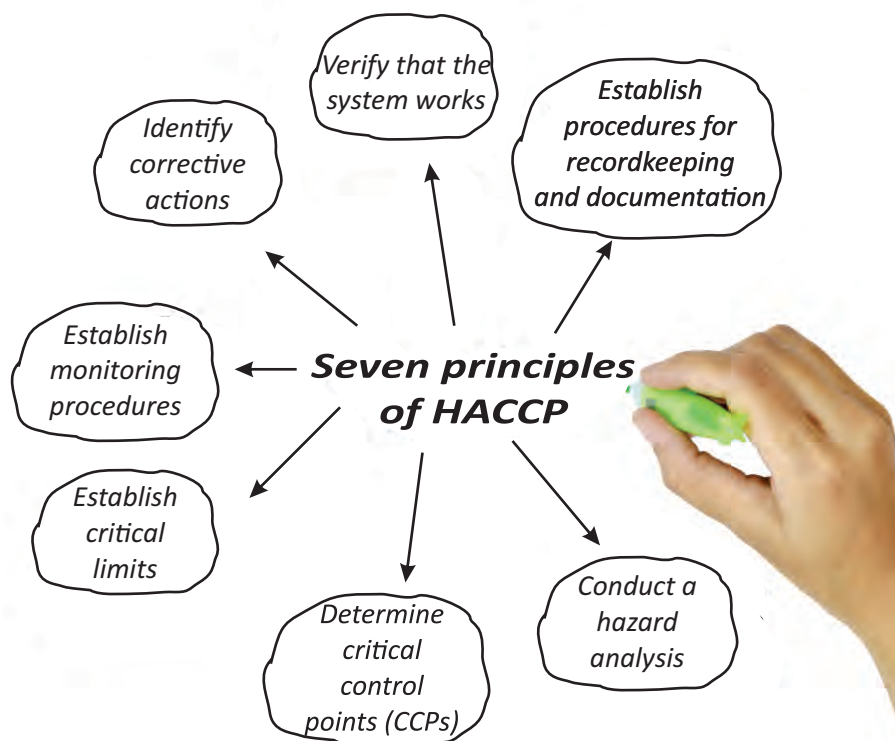 Verify that the
system works
Establish
procedures for
recordkeeping
and documentation
Identify
corrective
actions
Establish
monitoring
procedures
Seven principles
of HACCP
Establish
critical
limits
Determine
critical
control
points (CCPs)
Conduct a
hazard
analysis